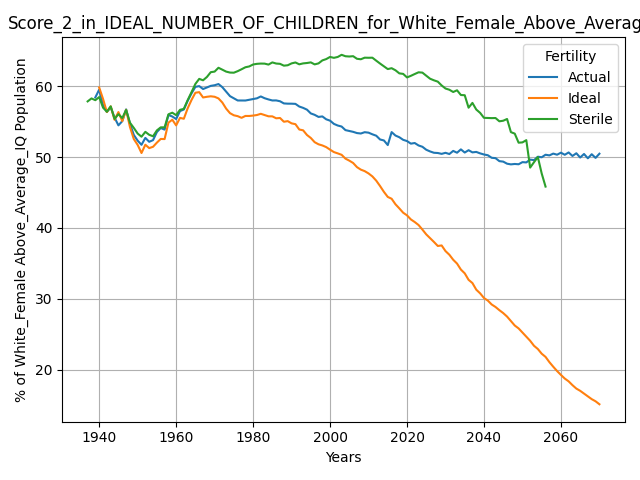 Score_2_in_IDEAL_NUMBER_OF_CHILDREN_for_White_Female_Above_Averag
% of White_Female Above_Average_IQ Population
60
50
40
30
20
Fertility
Actual
Ideal
Sterile
1940 1960 1980 2000 2020 2040 2060
Years